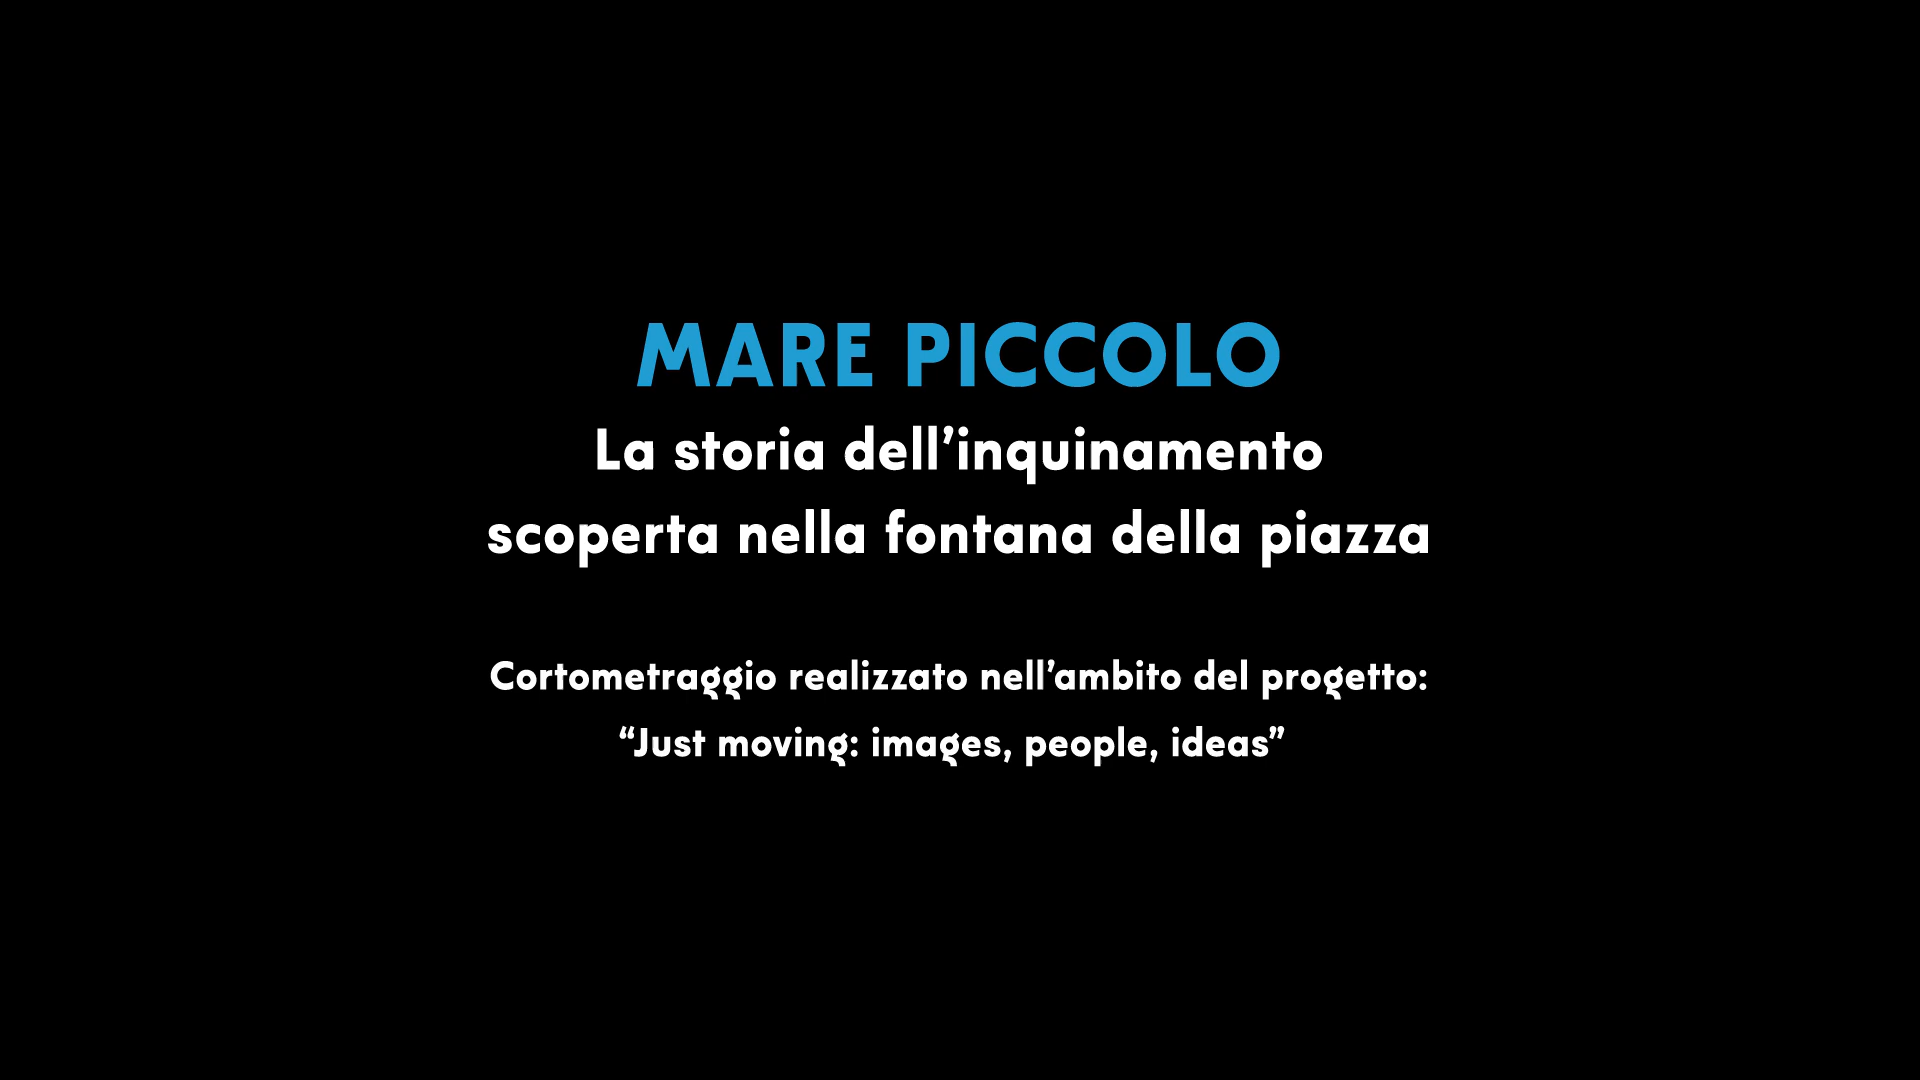 MARE PICCOLO
La storia dell’inquinamento
scoperta nella fontana della piazza
Cortometraggio realizzato nell’ambito del progetto:
“Just moving: images, people, ideas”